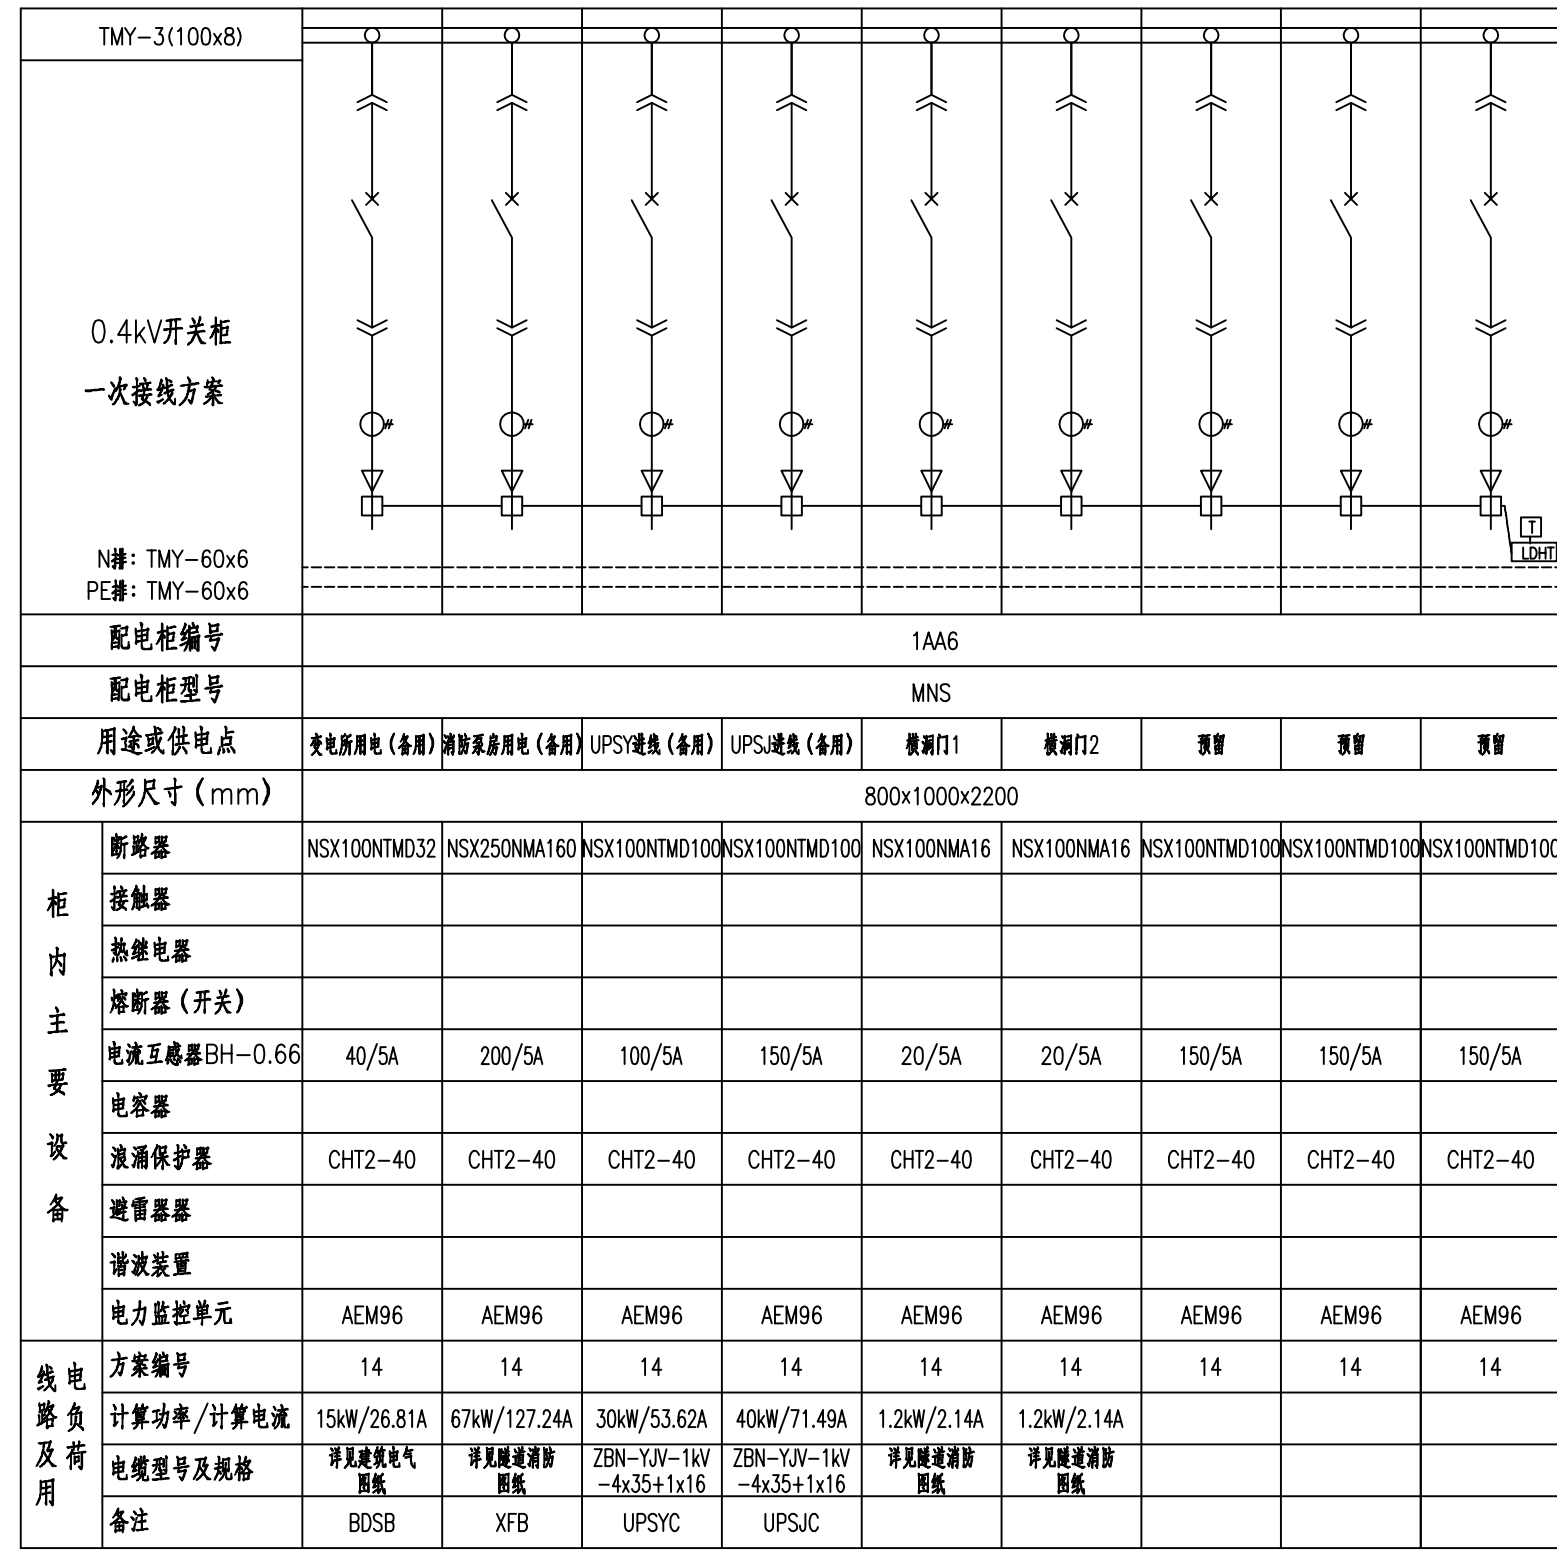 TMY-3(100x8)
0.4kV开关柜
一次接线方案
N排：TMY-60x6
PE排：TMY-60x6
T
LDHT
配电柜编号 1AA6
配电柜型号 MNS
用途或供电点 变电所用电（备用） 消防泵房用电（备用） UPSY进线（备用） UPSJ进线（备用） 横洞门1 横洞门2 预留 预留 预留
外形尺寸（mm） 800x1000x2200
柜内主要设备
断路器 NSX100NTMD32 NSX250NMA160 NSX100NTMD100 NSX100NTMD100 NSX100NMA16 NSX100NMA16 NSX100NTMD100 NSX100NTMD100 NSX100NTMD100
接触器
热继电器
熔断器（开关）
电流互感器BH-0.66 40/5A 200/5A 100/5A 150/5A 20/5A 20/5A 150/5A 150/5A 150/5A
电容器
浪涌保护器 CHT2-40 CHT2-40 CHT2-40 CHT2-40 CHT2-40 CHT2-40 CHT2-40 CHT2-40 CHT2-40
避雷器器
谐波装置
电力监控单元 AEM96 AEM96 AEM96 AEM96 AEM96 AEM96 AEM96 AEM96 AEM96
线路及用
电负荷
方案编号 14 14 14 14 14 14 14 14 14
计算功率/计算电流 15kW/26.81A 67kW/127.24A 30kW/53.62A 40kW/71.49A 1.2kW/2.14A 1.2kW/2.14A
电缆型号及规格 详见建筑电气 详见隧道消防 ZBN-YJV-1kV ZBN-YJV-1kV 详见隧道消防 详见隧道消防
图纸 图纸 -4x35+1x16 -4x35+1x16 图纸 图纸
备注 BDSB XFB UPSYC UPSJC